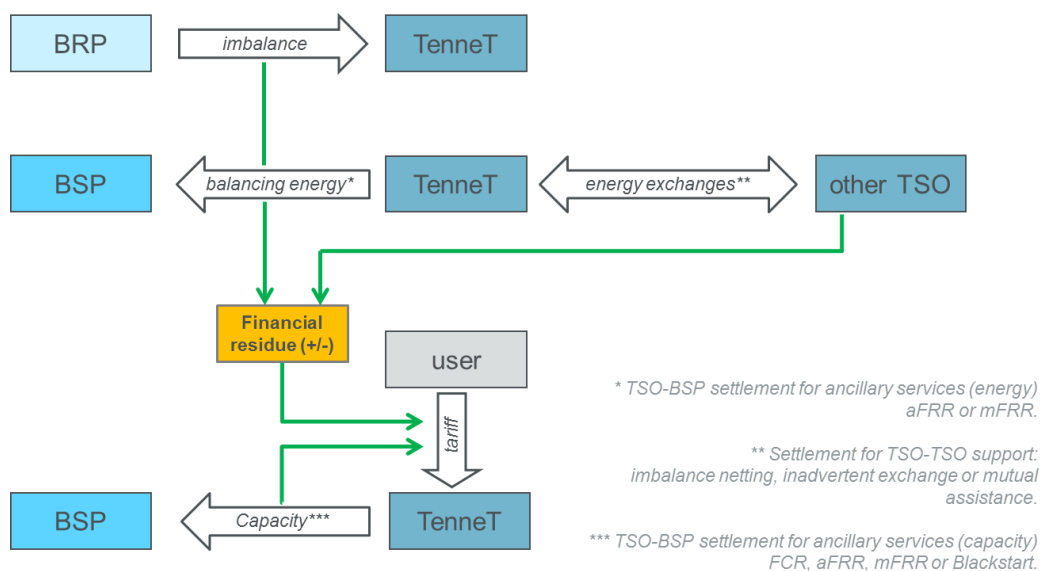 BRP
imbalance
TenneT
BSP
balancing energy*
TenneT
energy exchanges**
other TSO
Financial
residue (+/-)
user
tariff
BSP
Capacity***
TenneT
* TSO-BSP settlement for ancillary services (energy)
aFRR or mFRR.
** Settlement for TSO-TSO support:
imbalance netting, inadvertent exchange or mutual
assistance.
*** TSO-BSP settlement for ancillary services (capacity)
FCR, aFRR, mFRR or Blackstart.